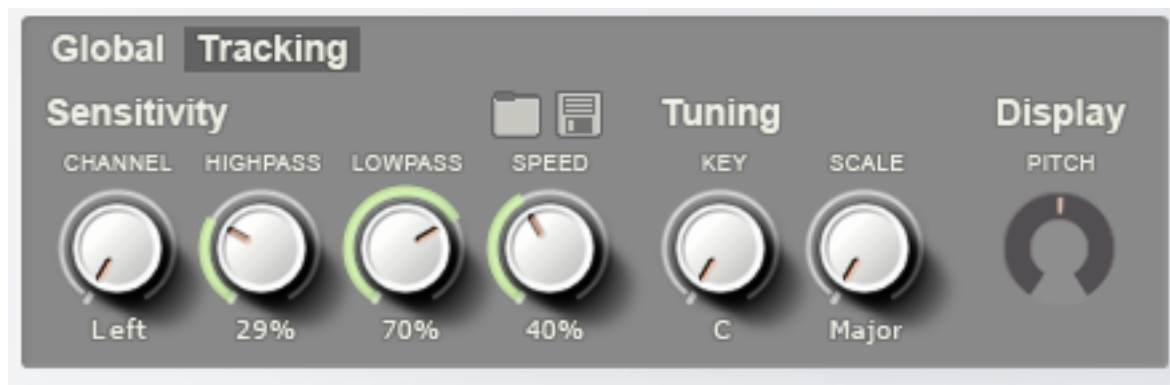 Global Tracking
Sensitivity Tuning Display
CHANNEL HIGHPASS LOWPASS SPEED KEY SCALE PITCH
Left 29% 70% 40% C Major